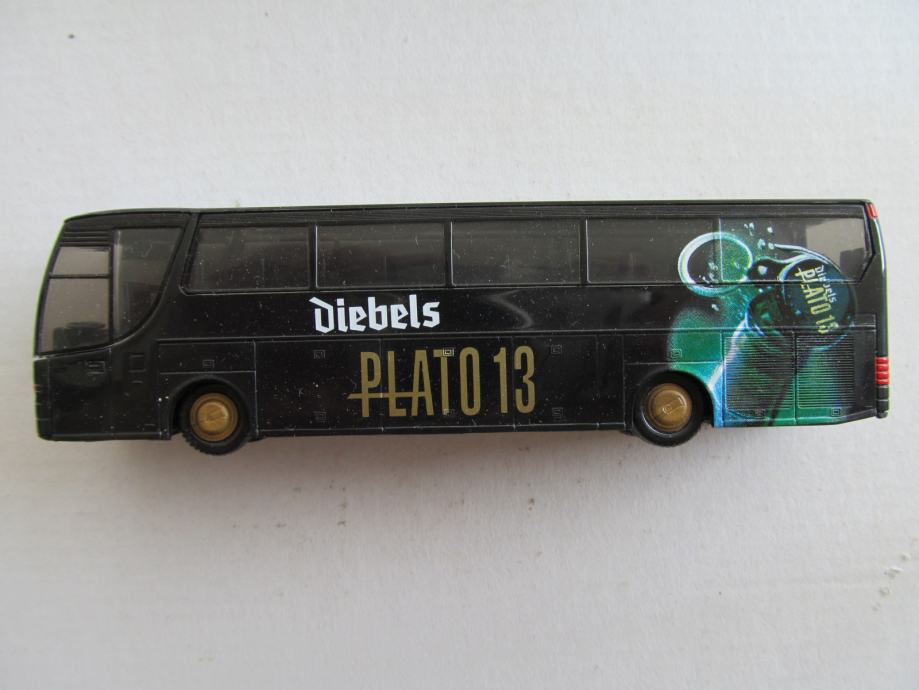 Diebels
PLATO 13
DIEBELS
PLATO 13